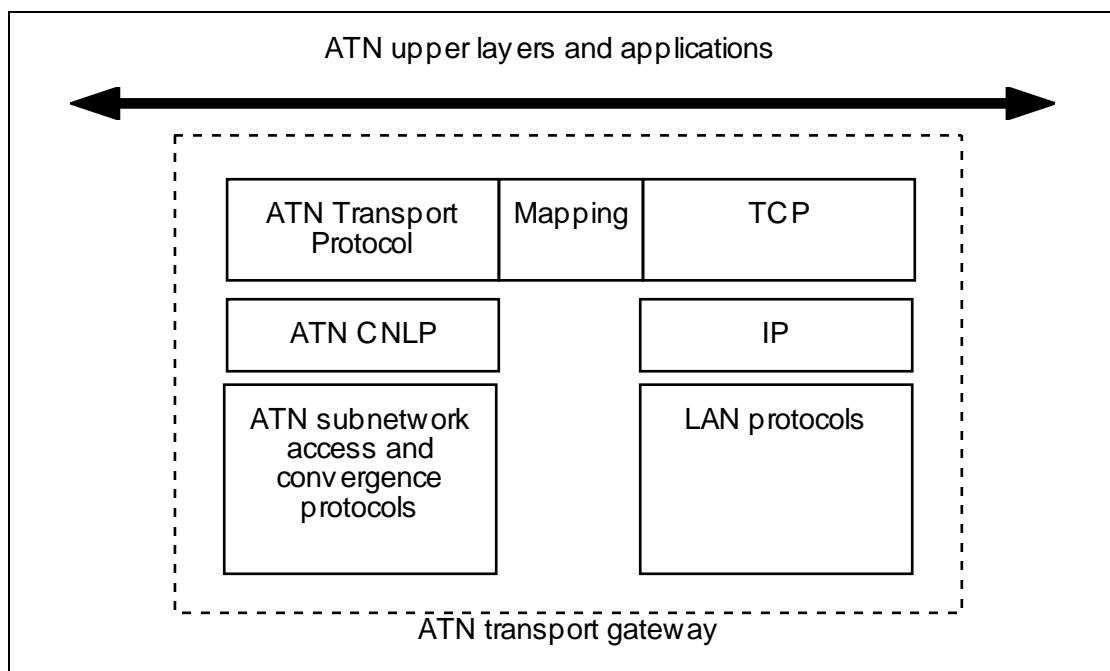 ATN upper layers and applications
ATN Transport
Protocol
Mapping
TCP
ATN CNLP
IP
ATN subnetwork
access and
convergence
protocols
LAN protocols
ATN transport gateway